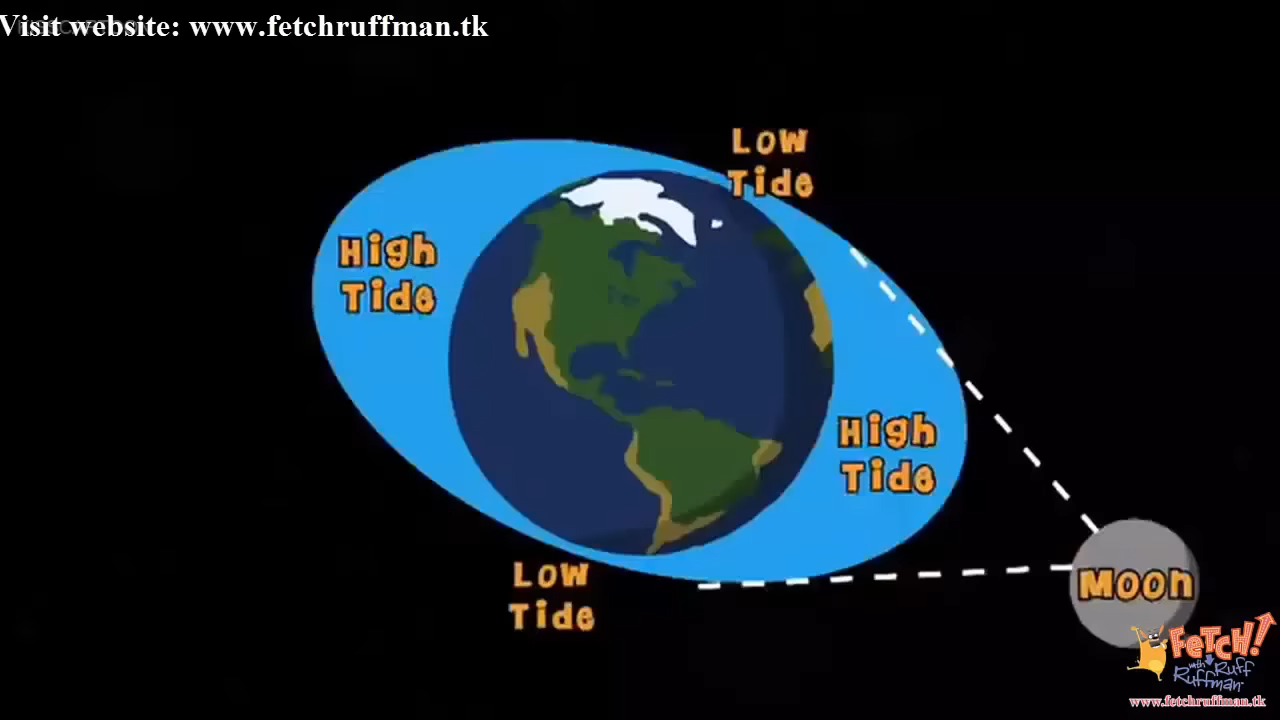 Visit website: www.fetchruffman.tk
Low
Tide
High
Tide
High
Tide
Low
Tide
Moon
FETCH!
with Ruff
Ruffman
www.fetchruffman.tk